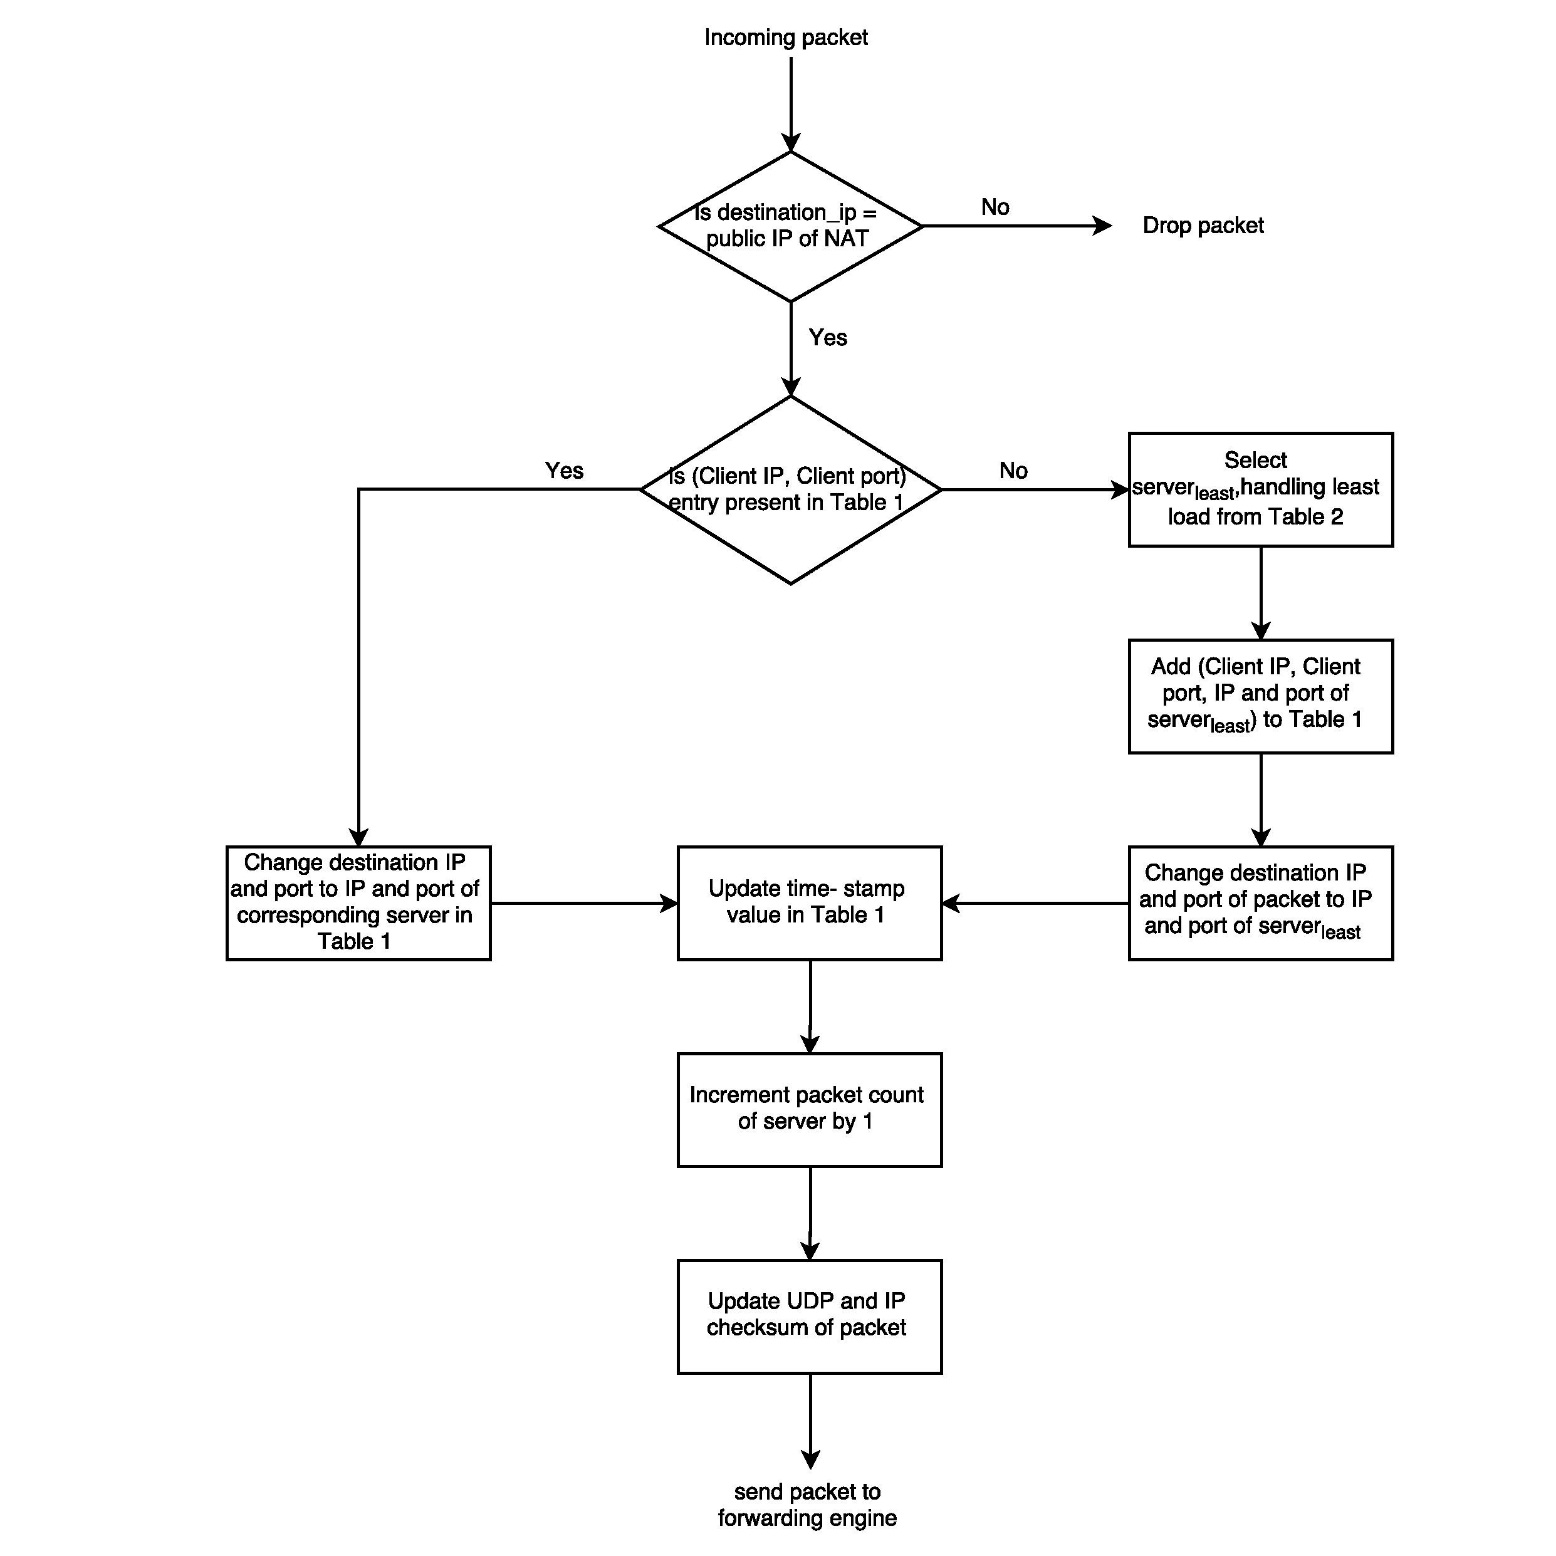 Incoming packet
Is destination_ip =
public IP of NAT
No
Drop packet
Yes
Is (Client IP, Client port)
entry present in Table 1
Yes
No
Select
serverleast,handling least
load from Table 2
Add (Client IP, Client
port, IP and port of
serverleast) to Table 1
Change destination IP
and port to IP and port of
corresponding server in
Table 1
Update time- stamp
value in Table 1
Change destination IP
and port of packet to IP
and port of serverleast
Increment packet count
of server by 1
Update UDP and IP
checksum of packet
send packet to
forwarding engine